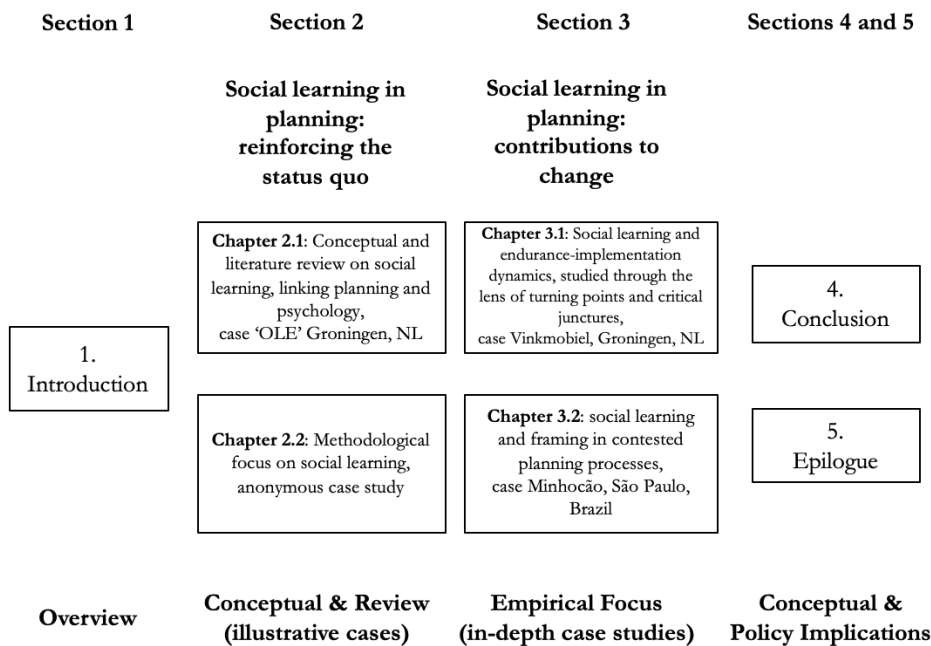 Section 1
Section 2
Section 3
Sections 4 and 5
Social learning in
planning:
reinforcing the
status quo
Social learning in
planning:
contributions to
change
1.
Introduction
Chapter 2.1: Conceptual and
literature review on social
learning, linking planning and
psychology,
case ‘OLE’ Groningen, NL
Chapter 2.2: Methodological
focus on social learning,
anonymous case study
Chapter 3.1: Social learning and
endurance-implementation
dynamics, studied through the
lens of turning points and critical
junctures,
case Vinkmobiel, Groningen, NL
Chapter 3.2: social learning
and framing in contested
planning processes,
case Minhocão, São Paulo,
Brazil
4.
Conclusion
5.
Epilogue
Overview
Conceptual & Review
(illustrative cases)
Empirical Focus
(in-depth case studies)
Conceptual &
Policy Implications